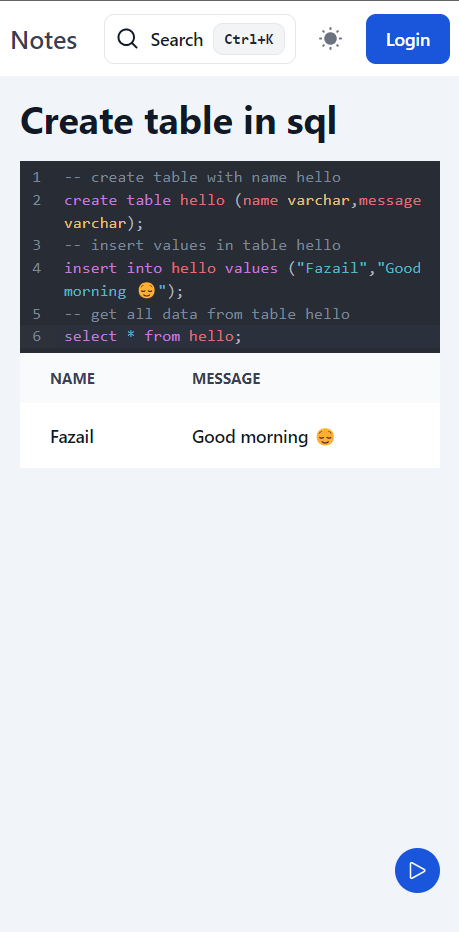 Notes
Search Ctrl+K
Login
Create table in sql
1 -- create table with name hello
2 create table hello (name varchar,message
varchar);
3 -- insert values in table hello
4 insert into hello values ("Fazail","Good
morning 😌");
5 -- get all data from table hello
6 select * from hello;
NAME MESSAGE
Fazail Good morning 😌